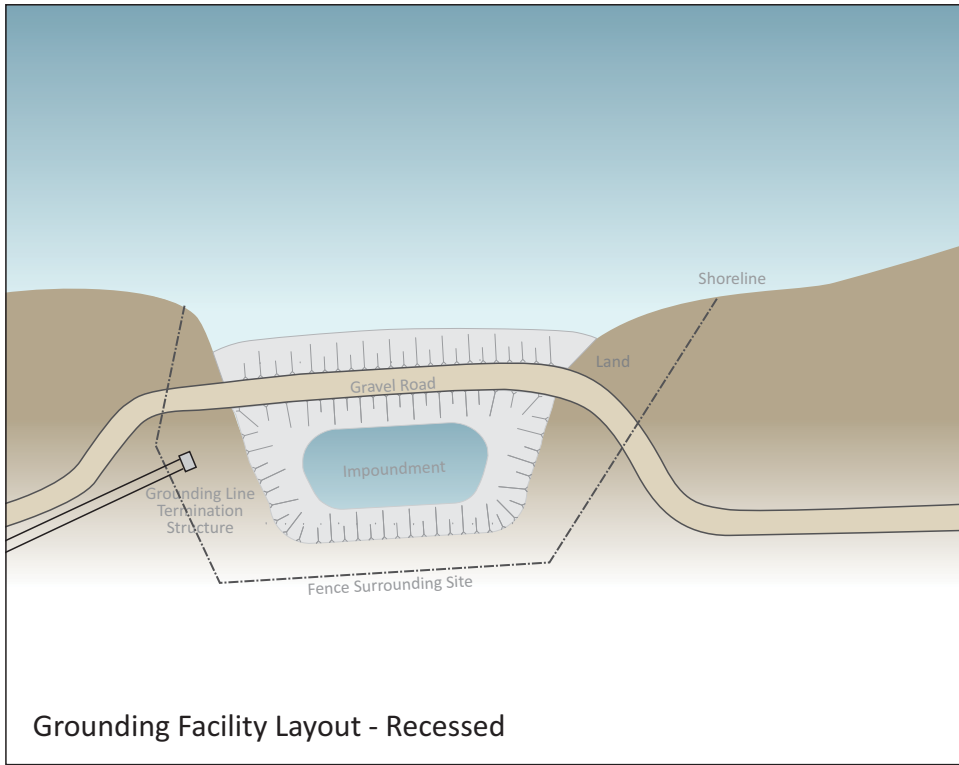 Shoreline
Land
Gravel Road
Impoundment
Grounding Line
Termination
Structure
Fence Surrounding Site
Grounding Facility Layout - Recessed